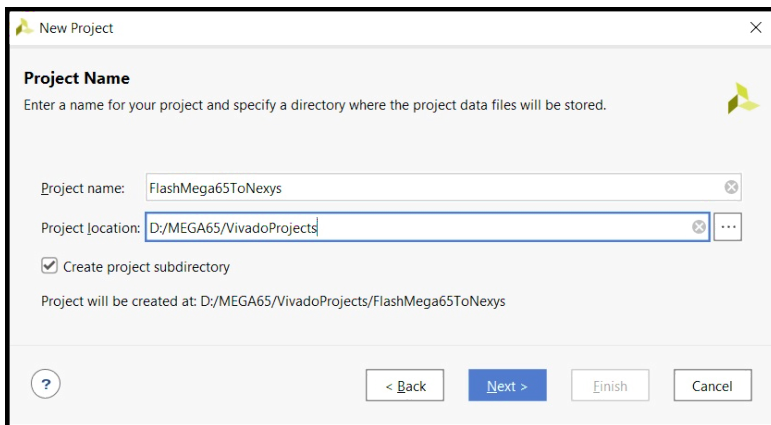 New Project
Project Name
Enter a name for your project and specify a directory where the project data files will be stored.
Project name: FlashMega65ToNexys
Project location: D:/MEGA65/VivadoProjects ...
Create project subdirectory
Project will be created at: D:/MEGA65/VivadoProjects/FlashMega65ToNexys
? < Back Next > Finish Cancel